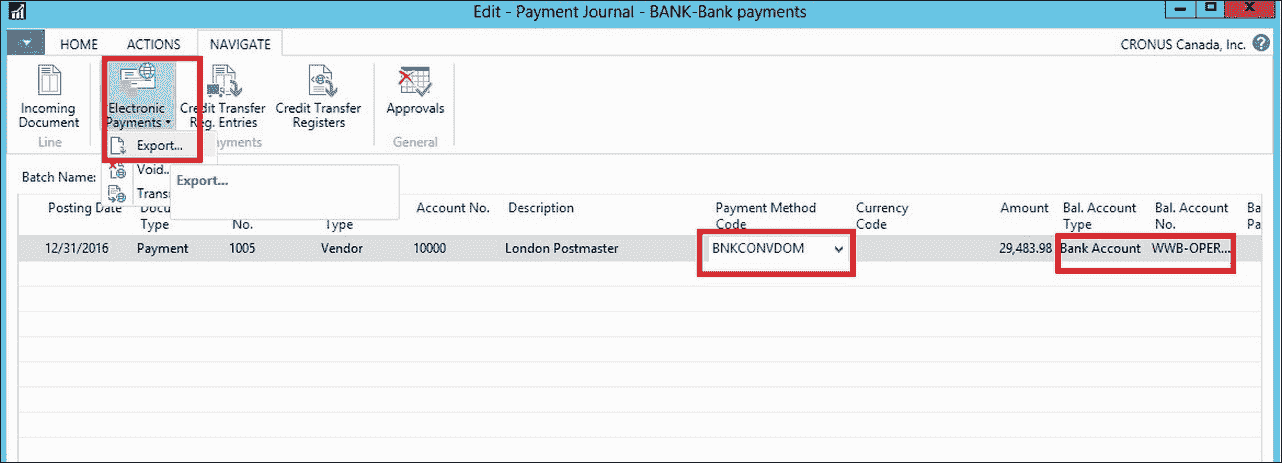 Edit - Payment Journal - BANK-Bank payments
HOME ACTIONS NAVIGATE
CRONUS Canada, Inc.
Incoming Document
Electronic Payments
Credit Transfer Reg. Entries
Credit Transfer Registers
Approvals
Line
yments
General
Export...
Void...
Trans
Export...
Batch Name:
Posting Date Docu Type No. Type Account No. Description Payment Method Code Currency Code Amount Bal. Account Type Bal. Account No. Ba Pa
12/31/2016 Payment 1005 Vendor 10000 London Postmaster BNKCONVDOM 29,483.98 Bank Account WWB-OPER...